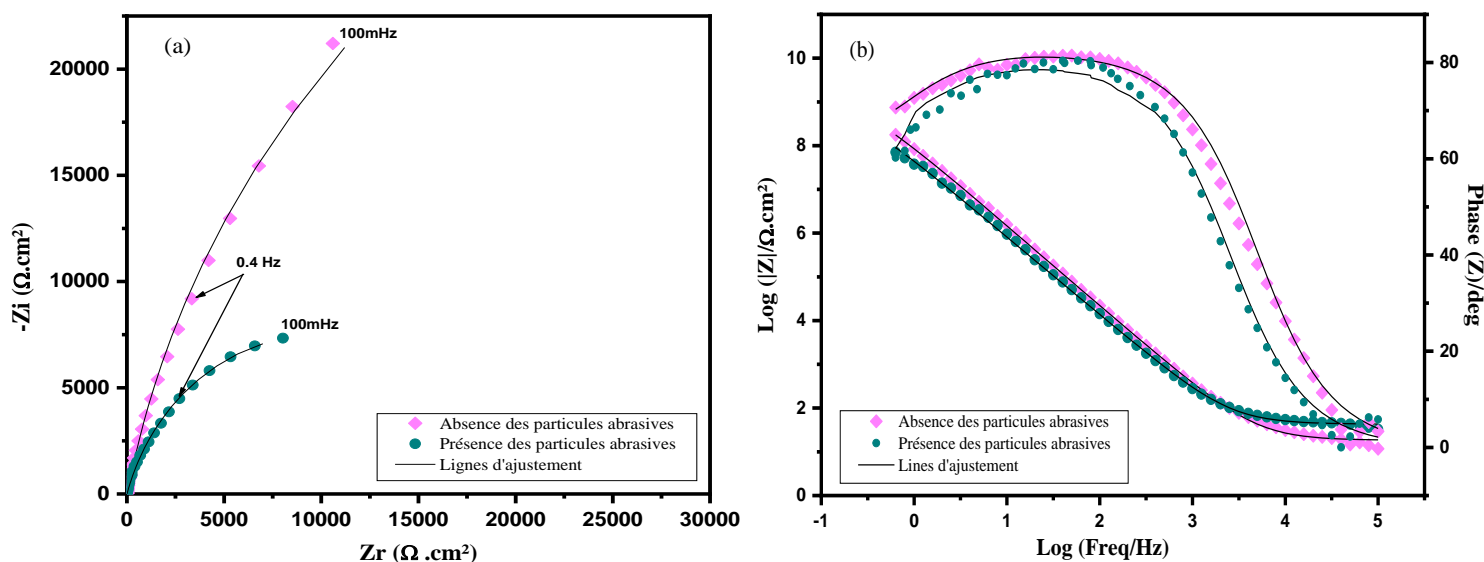 (a)
100mHz
20000
15000
10000
5000
0
-Zi (Ω.cm²)
0.4 Hz
100mHz
Absence des particules abrasives
Présence des particules abrasives
Lignes d'ajustement
0 5000 10000 15000 20000 25000 30000
Zr (Ω .cm²)
(b)
10
8
6
4
2
0
Log (|Z|/Ω.cm²)
80
60
40
20
0
Phase (Z)/deg
Absence des particules abrasives
Présence des particules abrasives
Lines d'ajustement
-1 0 1 2 3 4 5
Log (Freq/Hz)